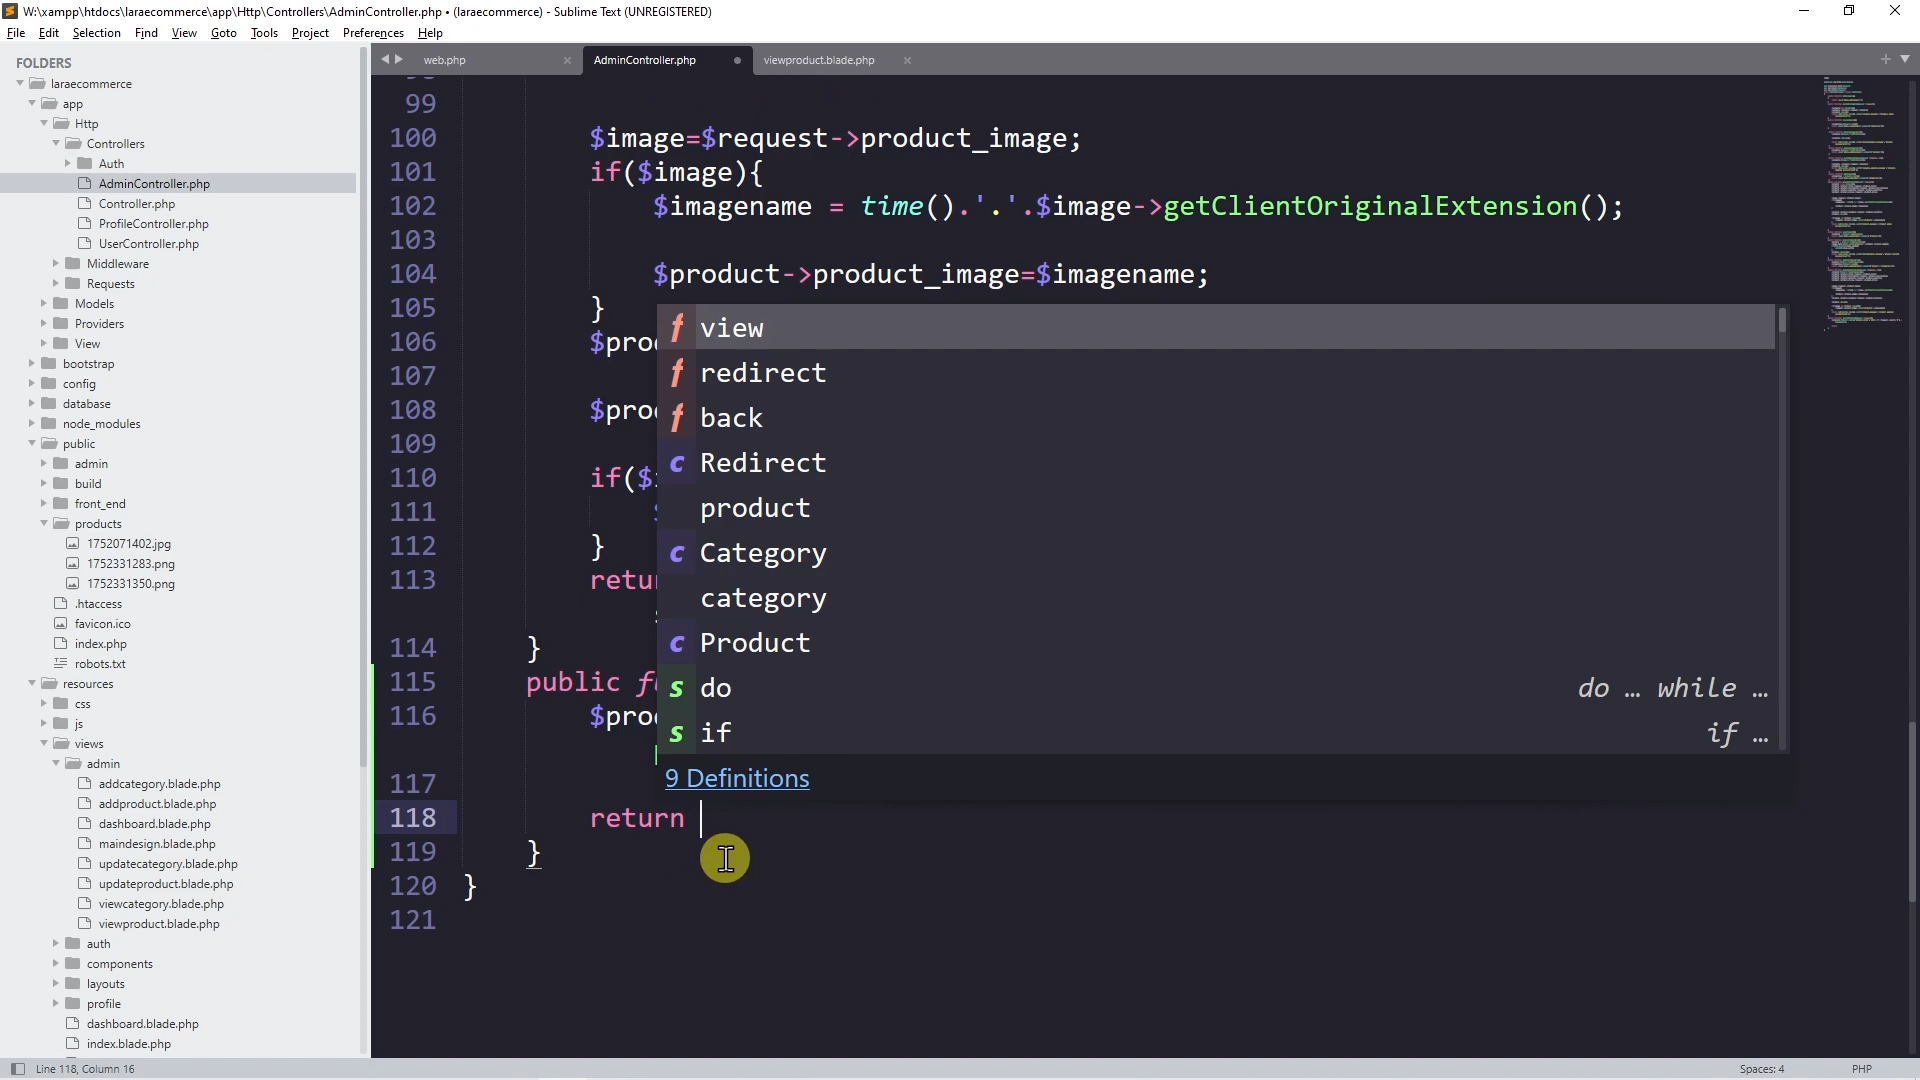 W:\xampp\htdocs\laraecommerce\app\Http\Controllers\AdminController.php • (laraecommerce) - Sublime Text (UNREGISTERED)
File Edit Selection Find View Goto Tools Project Preferences Help
FOLDERS
laraecommerce
app
Http
Controllers
Auth
AdminController.php
Controller.php
ProfileController.php
UserController.php
Middleware
Requests
Models
Providers
View
bootstrap
config
database
node_modules
public
admin
build
front_end
products
1752071402.jpg
1752331283.png
1752331350.png
.htaccess
favicon.ico
index.php
robots.txt
resources
css
js
views
admin
addcategory.blade.php
addproduct.blade.php
dashboard.blade.php
maindesign.blade.php
updatecategory.blade.php
updateproduct.blade.php
viewcategory.blade.php
viewproduct.blade.php
auth
components
layouts
profile
dashboard.blade.php
index.blade.php
web.php AdminController.php viewproduct.blade.php
99
100 $image=$request->product_image;
101 if($image){
102 $imagename = time().'.'.$image->getClientOriginalExtension();
103
104 $product->product_image=$imagename;
105 }
106 $prod
107
108 $prod
109
110 if($
111
112 }
113 retur
114 }
115 public fu
116 $prod
117
118 return
119 }
120 }
121
view
redirect
back
Redirect
product
Category
category
Product
do do … while …
if if …
9 Definitions
Line 118, Column 16 Spaces: 4 PHP